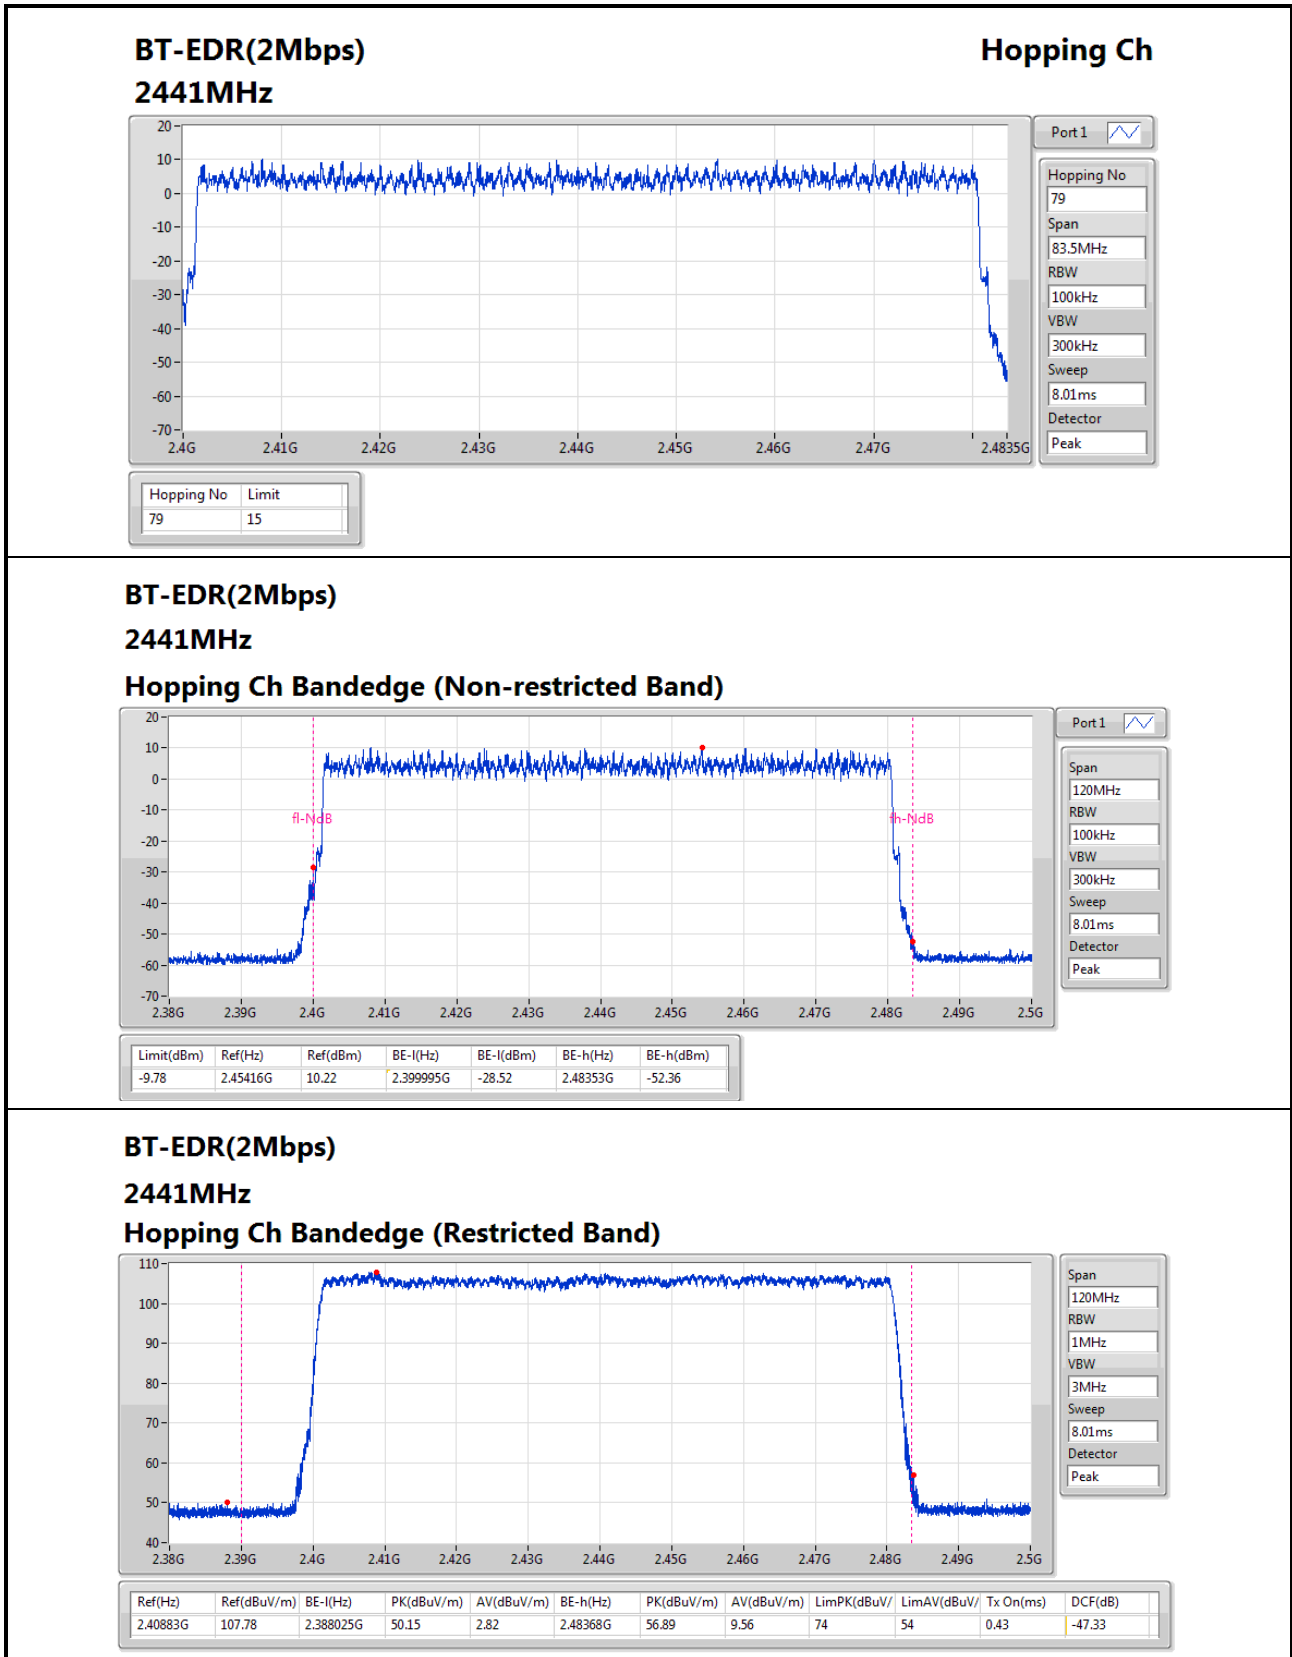 BT-EDR(2Mbps) Hopping Ch
2441MHz
20
10
0
-10
-20
-30
-40
-50
-60
-70
2.4G 2.41G 2.42G 2.43G 2.44G 2.45G 2.46G 2.47G 2.4835G
Port 1
Hopping No
79
Span
83.5MHz
RBW
100kHz
VBW
300kHz
Sweep
8.01ms
Detector
Peak
Hopping No Limit
79 15
BT-EDR(2Mbps)
2441MHz
Hopping Ch Bandedge (Non-restricted Band)
20
10
0
-10
-20
-30
-40
-50
-60
-70
fl-NdB fh-NdB
2.38G 2.39G 2.4G 2.41G 2.42G 2.43G 2.44G 2.45G 2.46G 2.47G 2.48G 2.49G 2.5G
Port 1
Span
120MHz
RBW
100kHz
VBW
300kHz
Sweep
8.01ms
Detector
Peak
Limit(dBm) Ref(Hz) Ref(dBm) BE-l(Hz) BE-l(dBm) BE-h(Hz) BE-h(dBm)
-9.78 2.45416G 10.22 2.399995G -28.52 2.48353G -52.36
BT-EDR(2Mbps)
2441MHz
Hopping Ch Bandedge (Restricted Band)
110
100
90
80
70
60
50
40
2.38G 2.39G 2.4G 2.41G 2.42G 2.43G 2.44G 2.45G 2.46G 2.47G 2.48G 2.49G 2.5G
Span
120MHz
RBW
1MHz
VBW
3MHz
Sweep
8.01ms
Detector
Peak
Ref(Hz) Ref(dBuV/m) BE-l(Hz) PK(dBuV/m) AV(dBuV/m) BE-h(Hz) PK(dBuV/m) AV(dBuV/m) LimPK(dBuV/ LimAV(dBuV/ Tx On(ms) DCF(dB)
2.40883G 107.78 2.388025G 50.15 2.82 2.48368G 56.89 9.56 74 54 0.43 -47.33